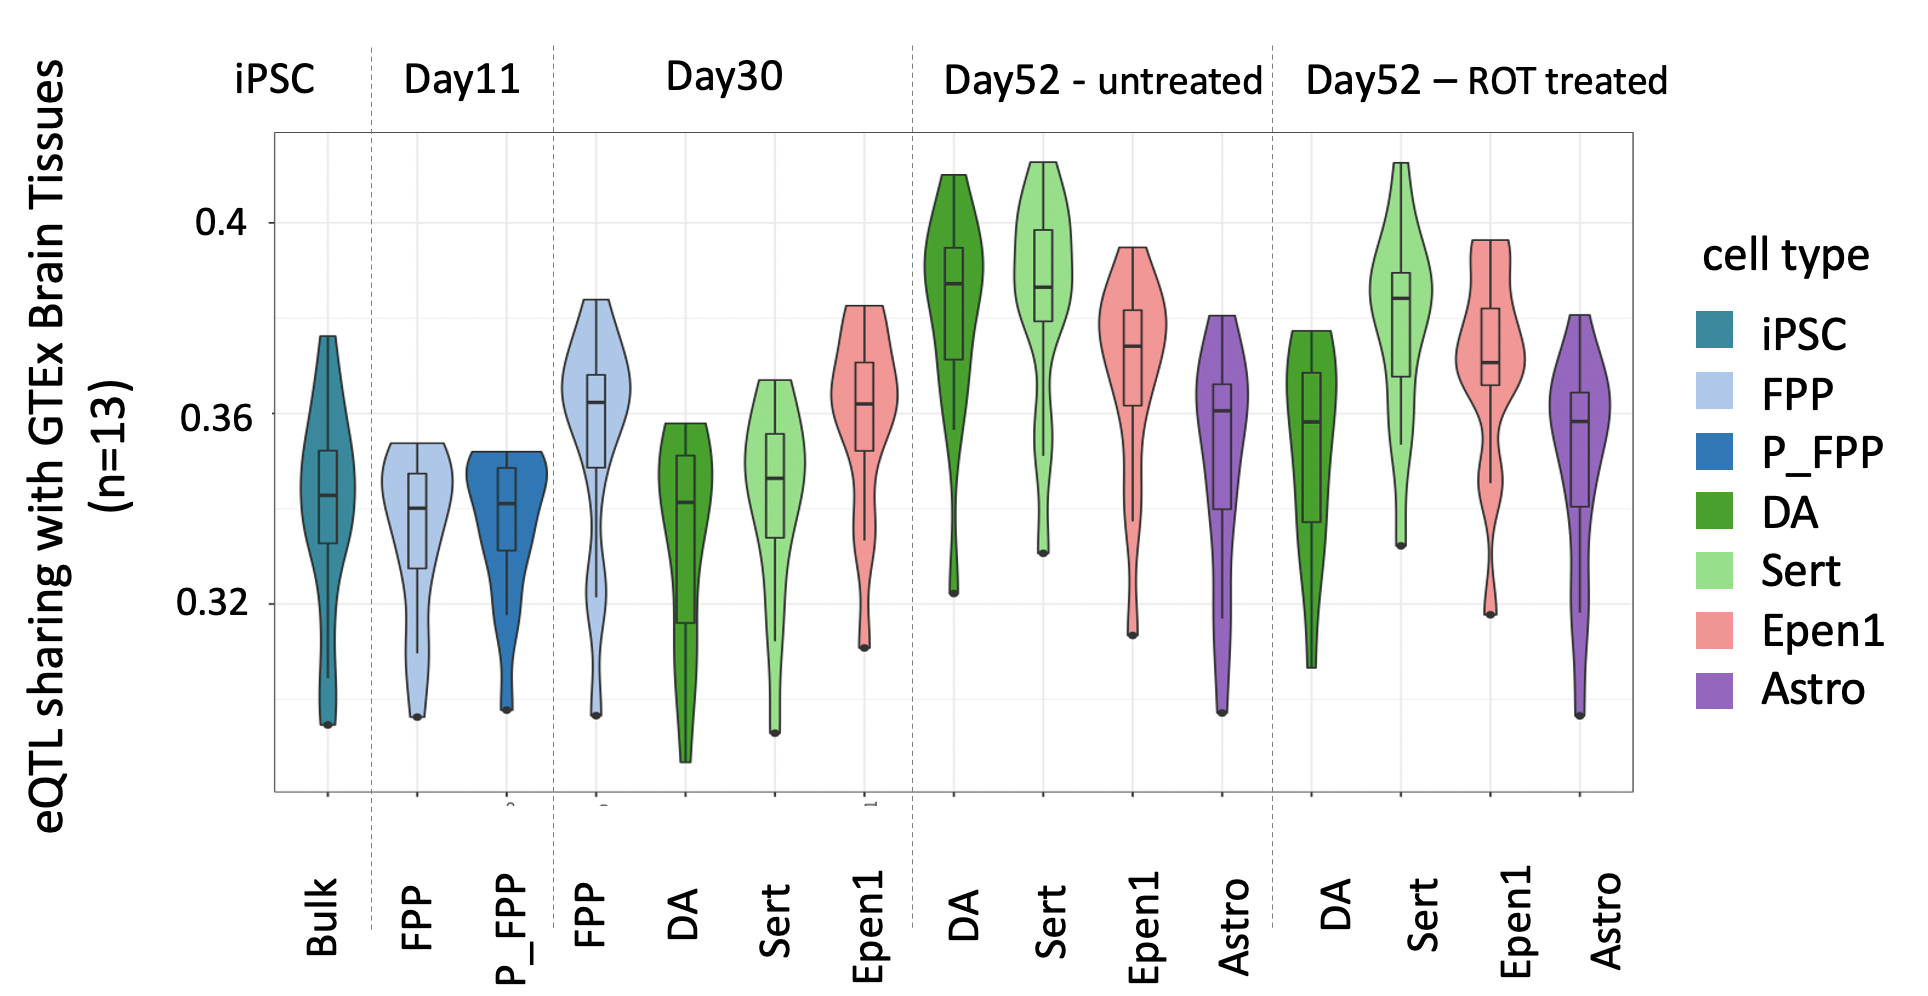 eQTL sharing with GTEx Brain Tissues
(n=13)
iPSC
Day11
Day30
Day52 - untreated
Day52 – ROT treated
0.4
0.36
0.32
Bulk
FPP
P_FPP
FPP
DA
Sert
Epen1
DA
Sert
Epen1
Astro
DA
Sert
Epen1
Astro
cell type
iPSC
FPP
P_FPP
DA
Sert
Epen1
Astro